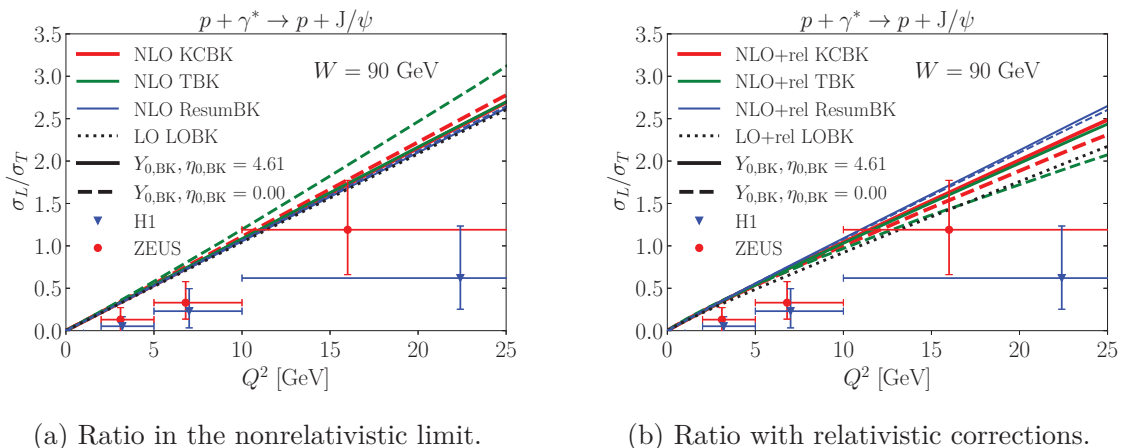 p + γ* → p + J/ψ
3.5
3.0
2.5
2.0
1.5
1.0
0.5
0.0
σL/σT
NLO KCBK
NLO TBK
NLO ResumBK
LO LOBK
Y0,BK, η0,BK = 4.61
Y0,BK, η0,BK = 0.00
H1
ZEUS
W = 90 GeV
0 5 10 15 20 25
Q² [GeV]
(a) Ratio in the nonrelativistic limit.
p + γ* → p + J/ψ
3.5
3.0
2.5
2.0
1.5
1.0
0.5
0.0
σL/σT
NLO+rel KCBK
NLO+rel TBK
NLO+rel ResumBK
LO+rel LOBK
Y0,BK, η0,BK = 4.61
Y0,BK, η0,BK = 0.00
H1
ZEUS
W = 90 GeV
0 5 10 15 20 25
Q² [GeV]
(b) Ratio with relativistic corrections.